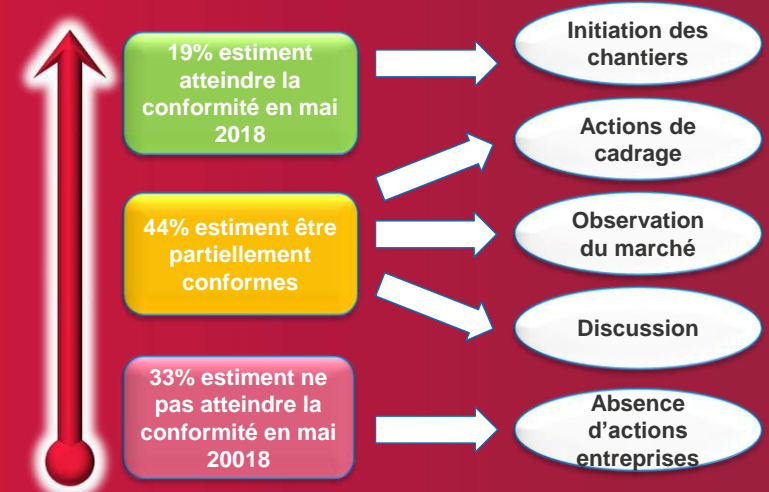 19% estiment
atteindre la
conformité en mai
2018
Initiation des
chantiers
Actions de
cadrage
44% estiment être
partiellement
conformes
Observation
du marché
Discussion
33% estiment ne
pas atteindre la
conformité en mai
20018
Absence
d’actions
entreprises